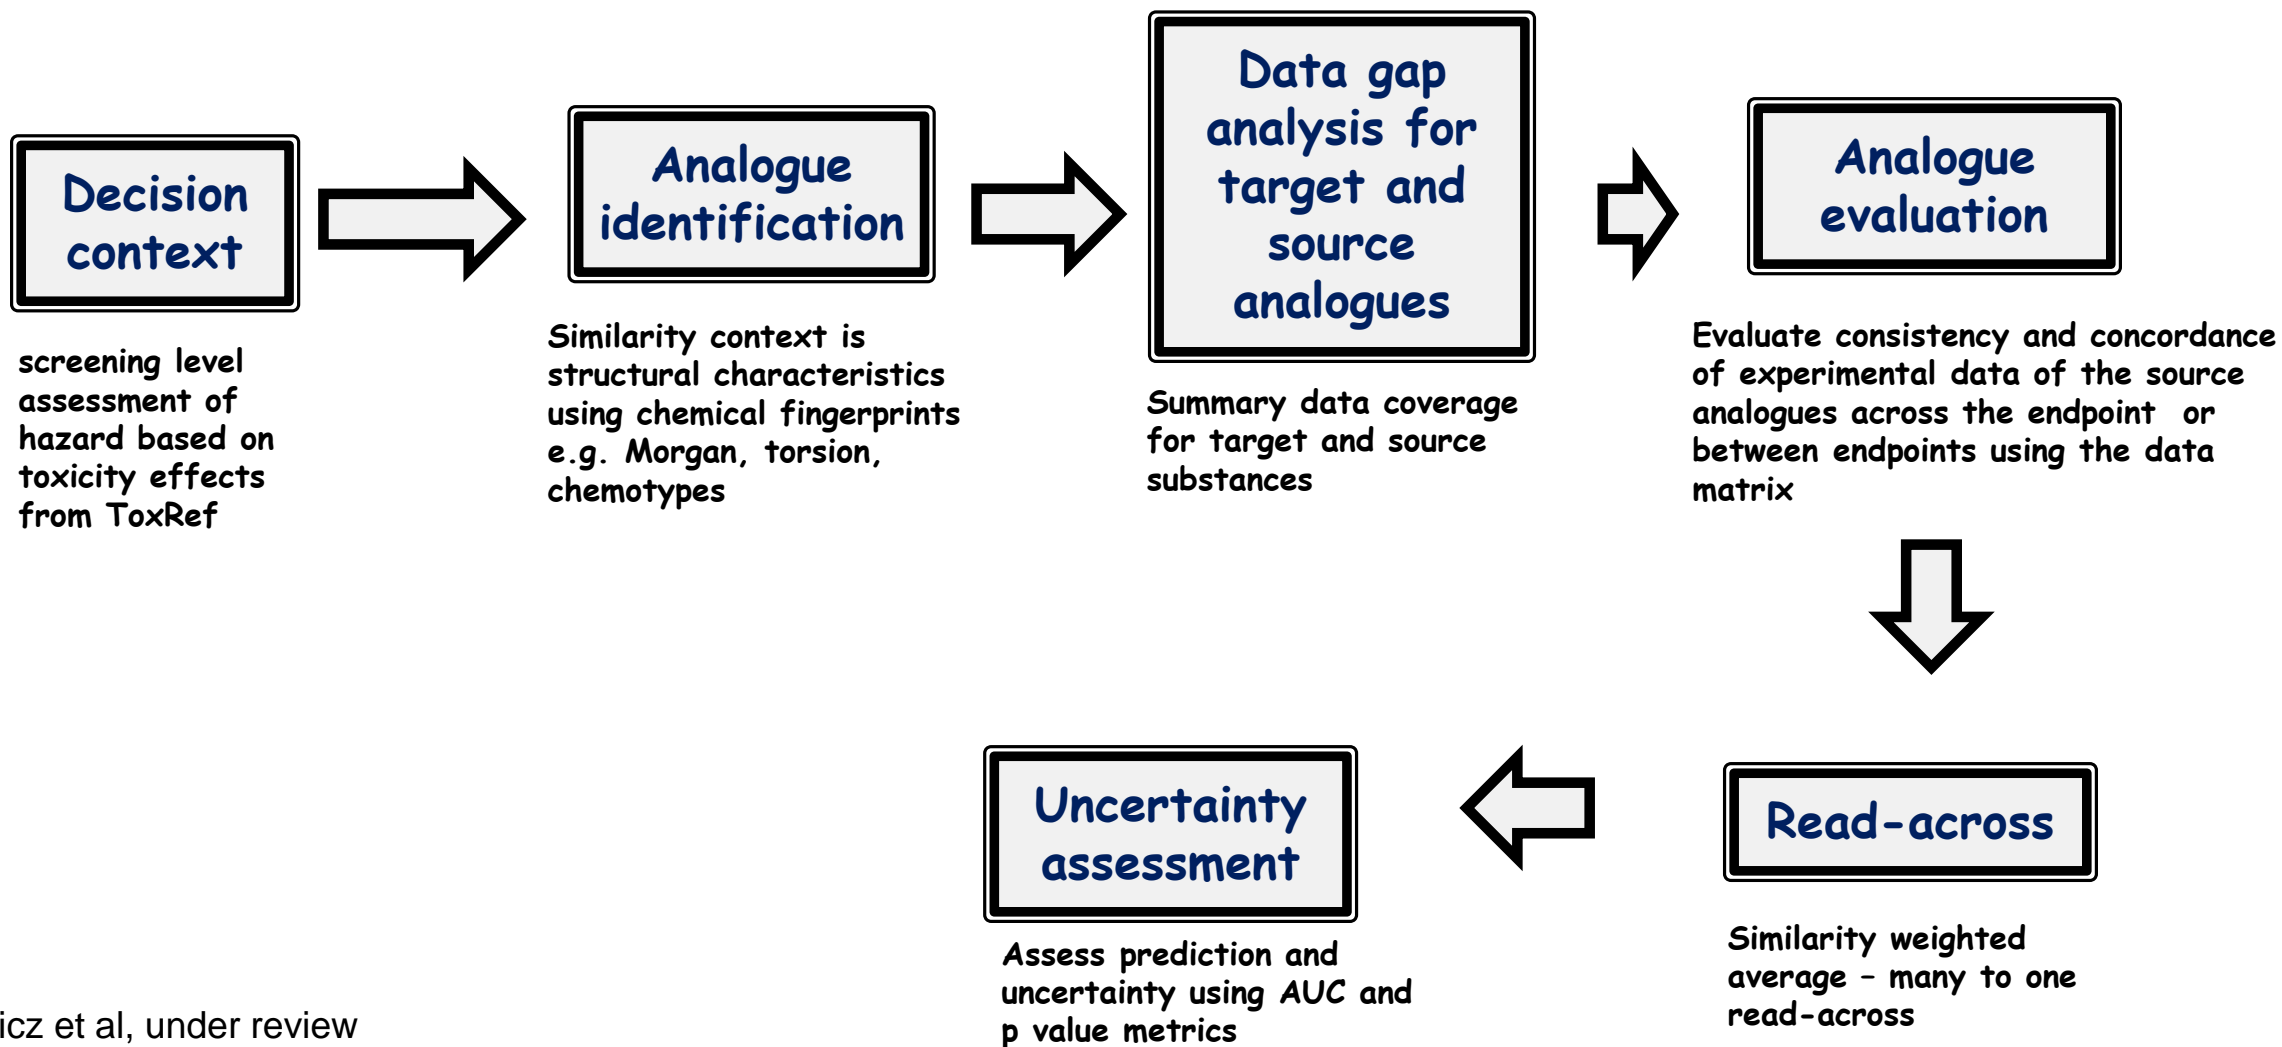 Decision
context
screening level
assessment of
hazard based on
toxicity effects
from ToxRef
Analogue
identification
Similarity context is
structural characteristics
using chemical fingerprints
e.g. Morgan, torsion,
chemotypes
Data gap
analysis for
target and
source
analogues
Summary data coverage
for target and source
substances
Analogue
evaluation
Evaluate consistency and concordance
of experimental data of the source
analogues across the endpoint or
between endpoints using the data
matrix
Read-across
Similarity weighted
average – many to one
read-across
Uncertainty
assessment
Assess prediction and
uncertainty using AUC and
p value metrics
icz et al, under review